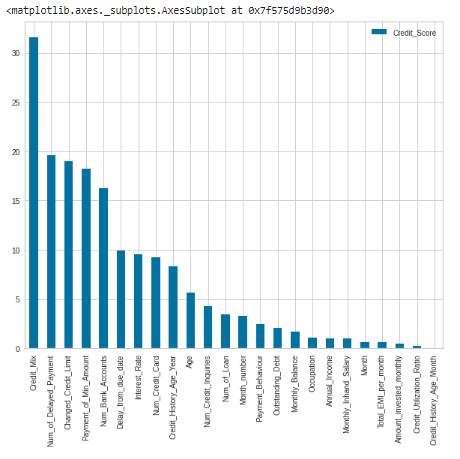 <matplotlib.axes._subplots.AxesSubplot at 0x7f575d9b3d90>
Credit_Score
30
25
20
15
10
5
0
Credit_Mix
Num_of_Delayed_Payment
Changed_Credit_Limit
Payment_of_Min_Amount
Num_Bank_Accounts
Delay_from_due_date
Interest_Rate
Num_Credit_Card
Credit_History_Age_Year
Age
Num_Credit_Inquiries
Num_of_Loan
Month_number
Payment_Behaviour
Outstanding_Debt
Monthly_Balance
Occupation
Annual_Income
Monthly_Inhand_Salary
Month
Total_EMI_per_month
Amount_invested_monthly
Credit_Utilization_Ratio
Credit_History_Age_Month